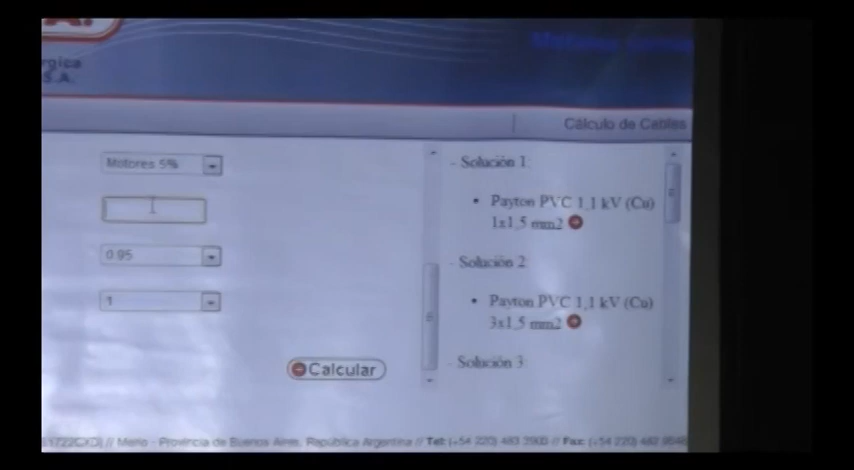 S.A.
Cálculo de Cables
Motores 5%
0.95
1
Calcular
- Solución 1:
• Payton PVC 1,1 kV (Cu)
1x1,5 mm2
- Solución 2:
• Payton PVC 1,1 kV (Cu)
3x1,5 mm2
- Solución 3:
Merlo - Provincia de Buenos Aires, República Argentina // Tel: (+54 220) 483 3900 // Fax: (+54 220) 482